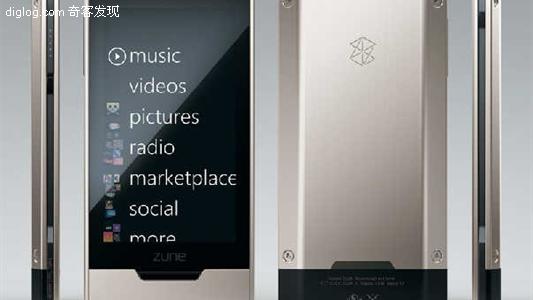 diglog.com 奇客发现
music
videos
pictures
radio
marketplace
social
more
zune